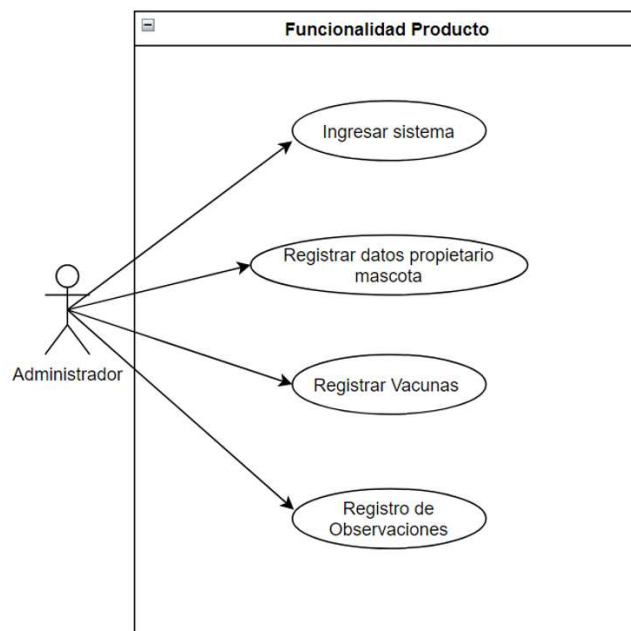 Funcionalidad Producto
Ingresar sistema
Registrar datos propietario
mascota
Administrador
Registrar Vacunas
Registro de
Observaciones